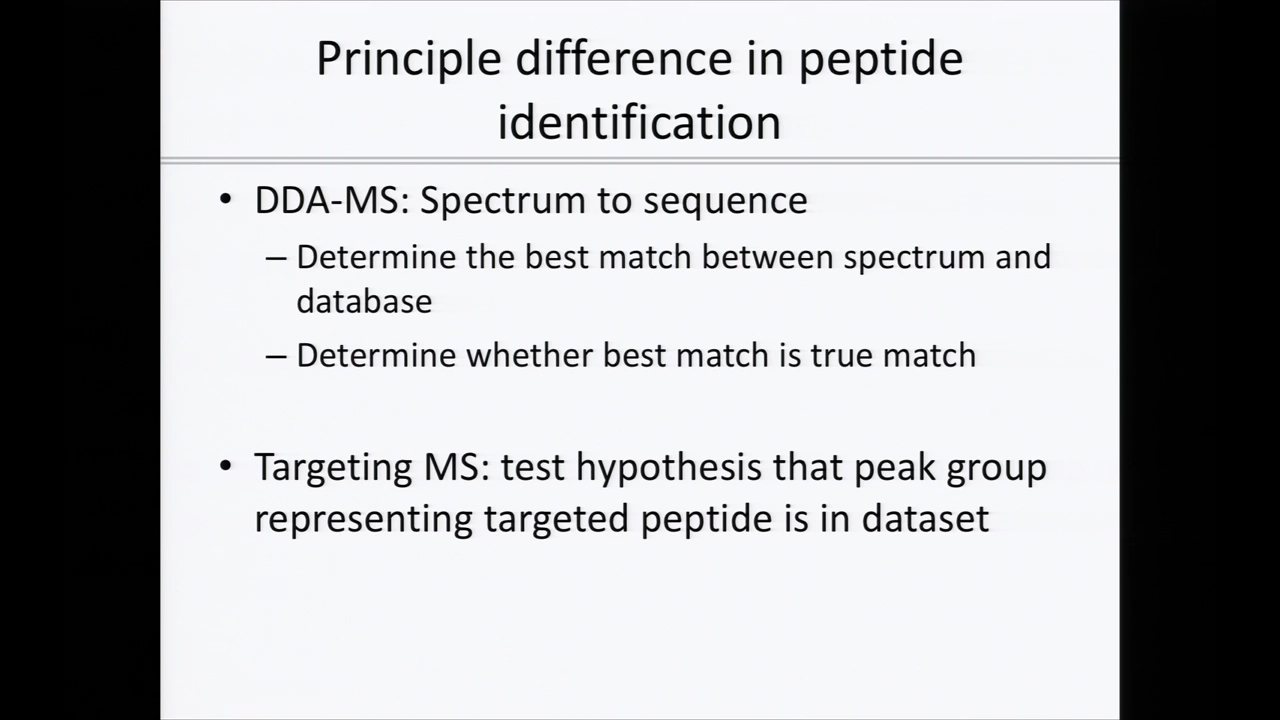 Principle difference in peptide
identification
• DDA-MS: Spectrum to sequence
– Determine the best match between spectrum and
database
– Determine whether best match is true match
• Targeting MS: test hypothesis that peak group
representing targeted peptide is in dataset